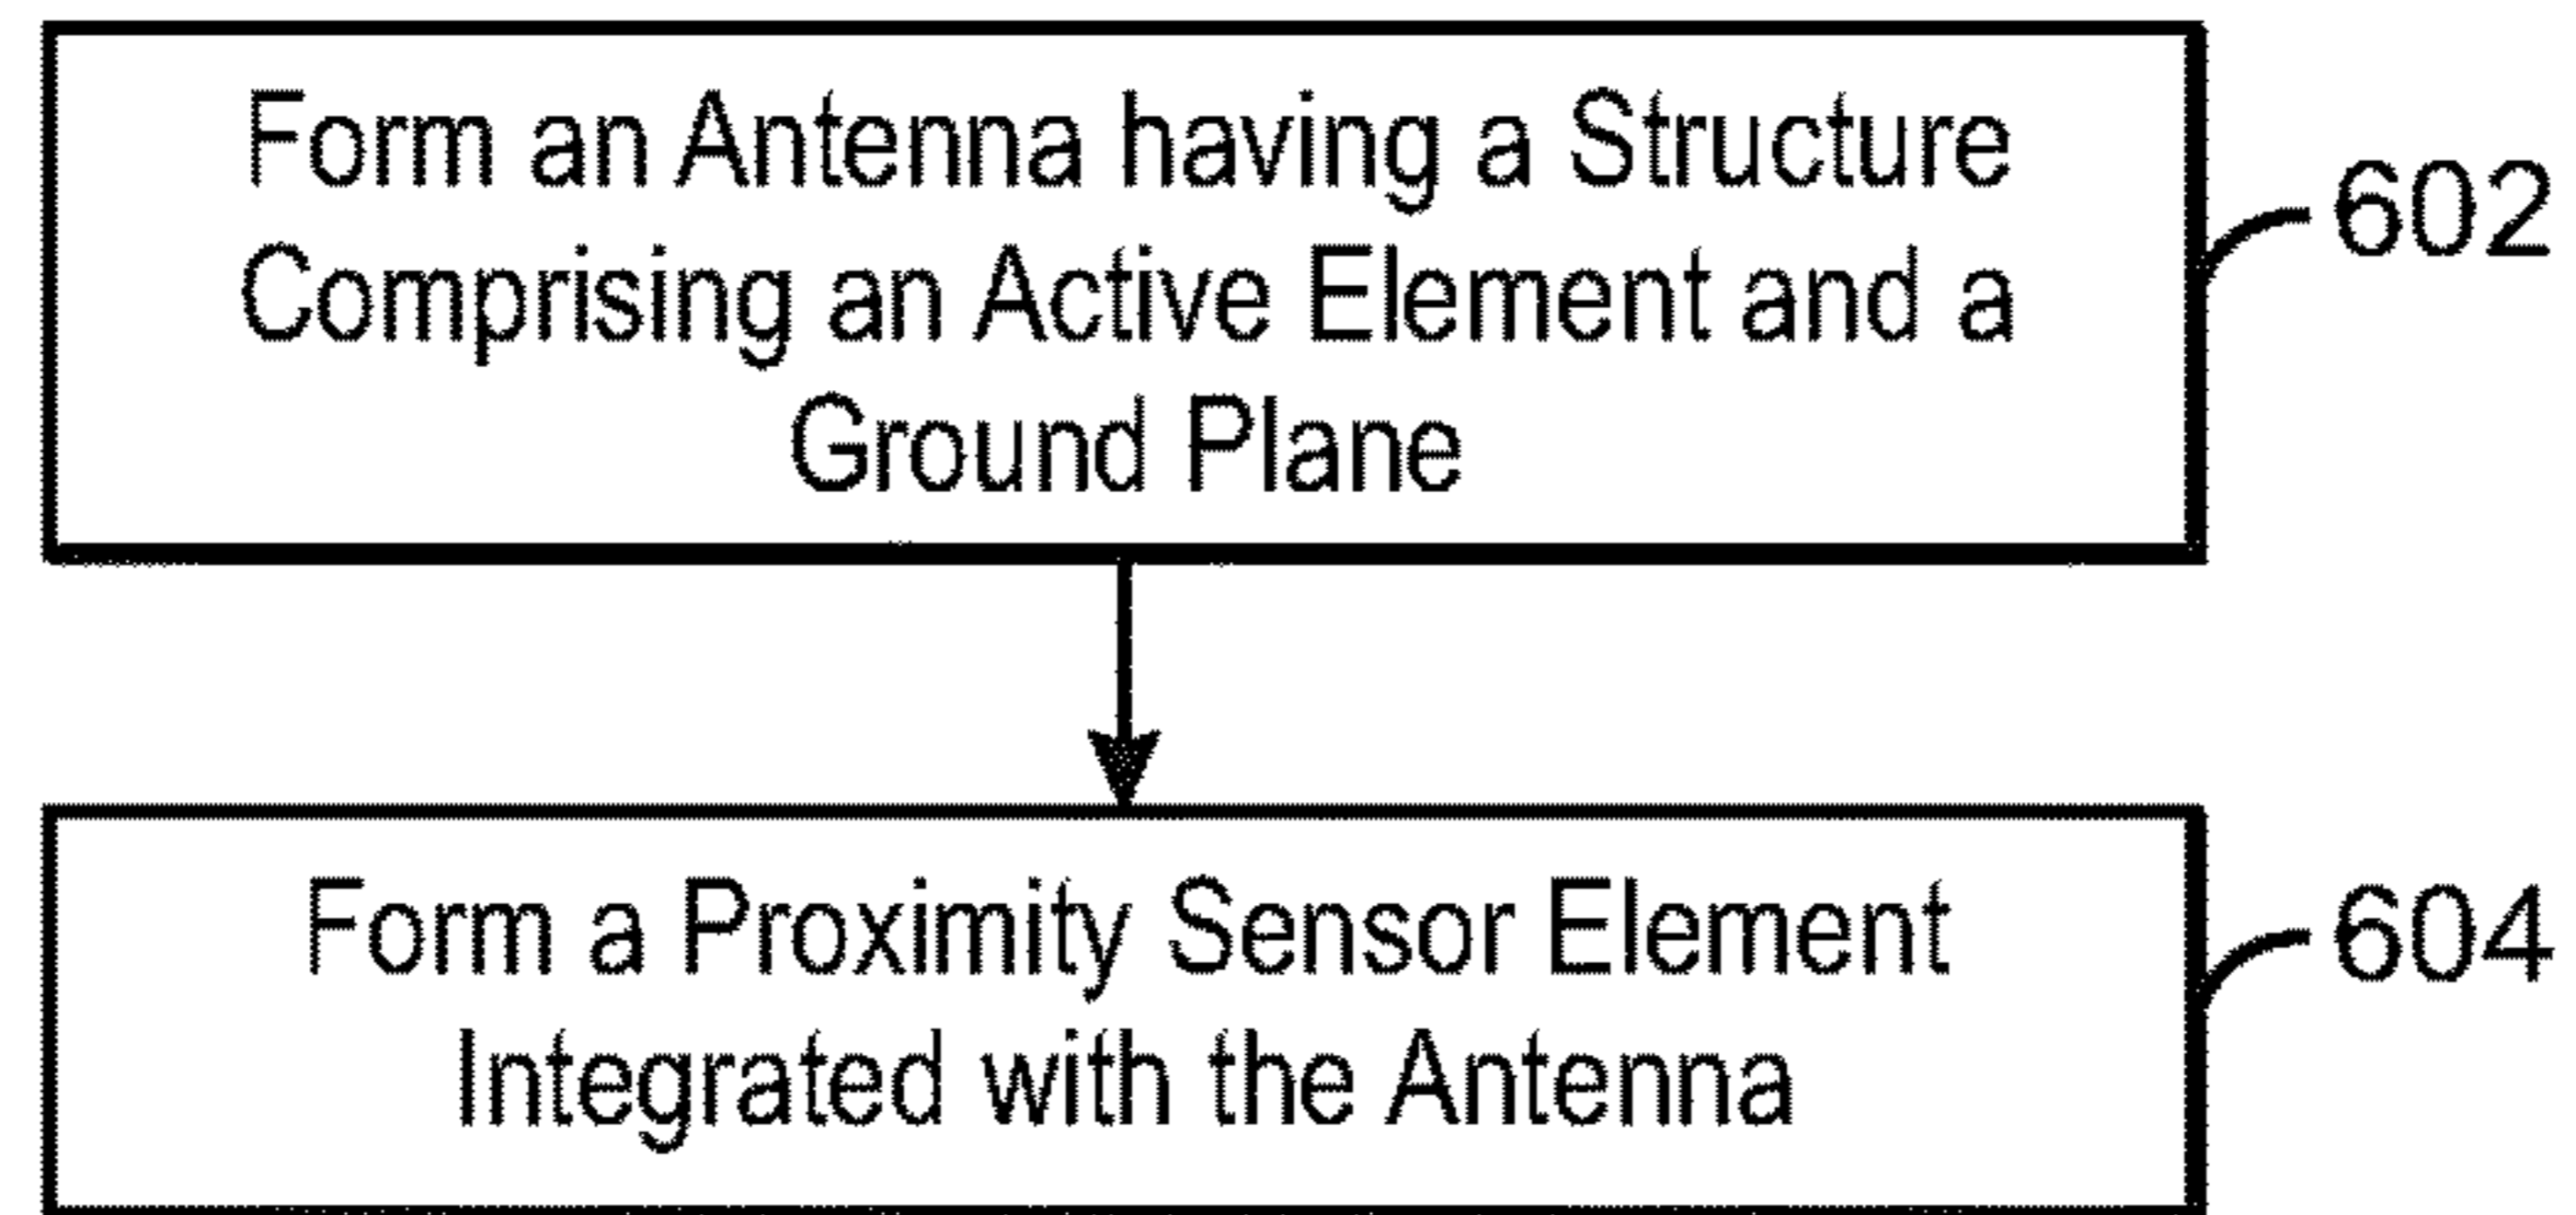 Form an Antenna having a Structure
Comprising an Active Element and a
Ground Plane
602
Form a Proximity Sensor Element
Integrated with the Antenna
604